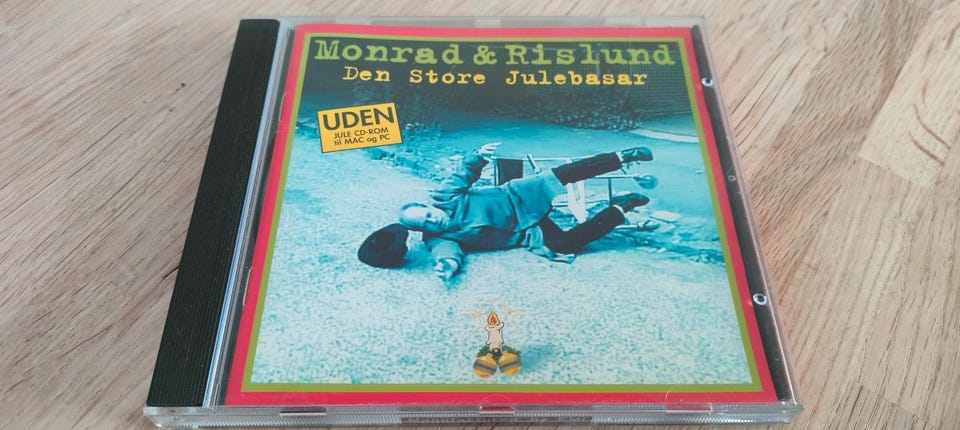 Monrad & Rislund
Den Store Julebasar
UDEN
JULE CD-ROM
til MAC og PC